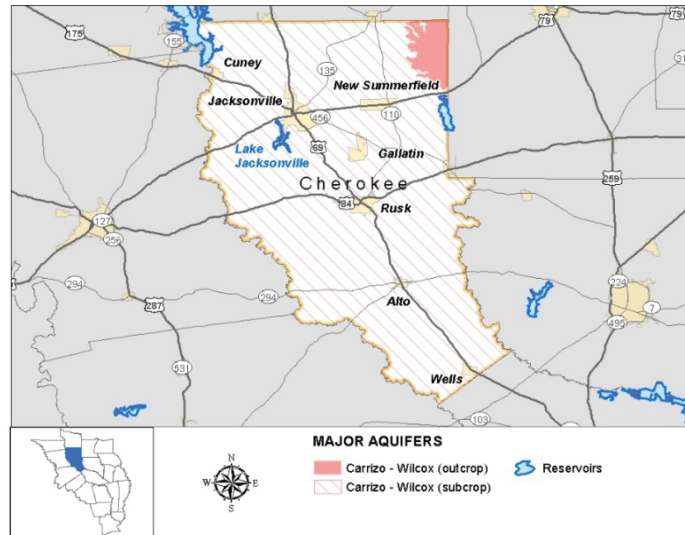 175
155
79
79
31
Cuney
135
New Summerfield
Jacksonville
456
110
Lake
Jacksonville
69
Gallatin
Cherokee
259
84
Rusk
127
256
294
287
294
Alto
224
7
495
Wells
531
103
MAJOR AQUIFERS
Carrizo - Wilcox (outcrop)
Reservoirs
Carrizo - Wilcox (subcrop)
N
W
E
S